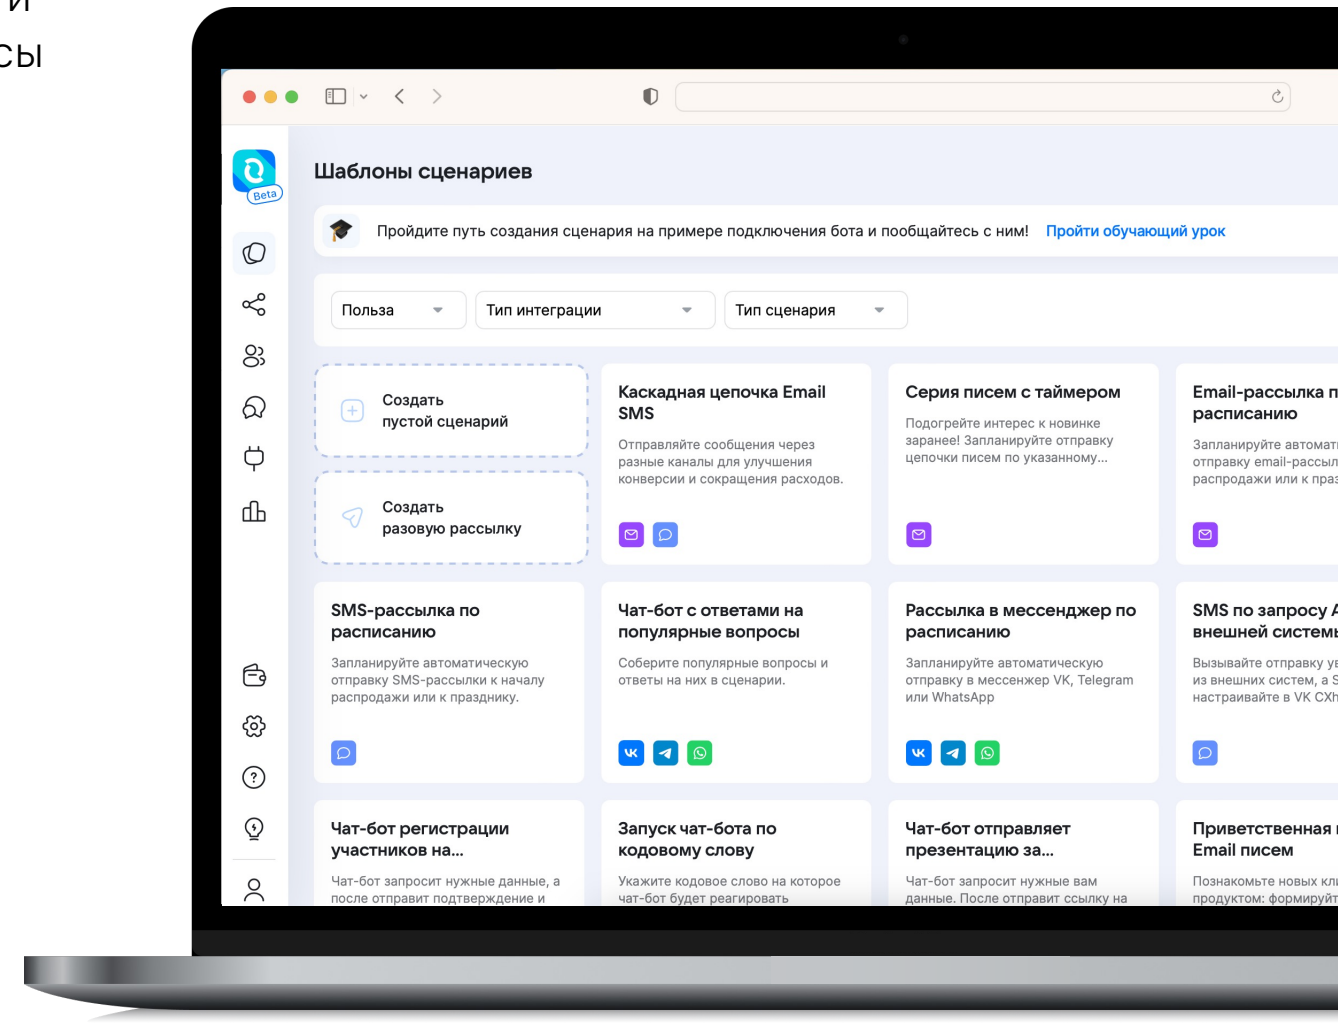 сы
Beta
Шаблоны сценариев
Пройдите путь создания сценария на примере подключения бота и пообщайтесь с ним! Пройти обучающий урок
Польза
Тип интеграции
Тип сценария
Создать
пустой сценарий
Создать
разовую рассылку
Каскадная цепочка Email
SMS
Отправляйте сообщения через
разные каналы для улучшения
конверсии и сокращения расходов.
Серия писем с таймером
Подогрейте интерес к новинке
заранее! Запланируйте отправку
цепочки писем по указанному...
Email-рассылка п
расписанию
Запланируйте автомат
отправку email-рассыл
распродажи или к праз
SMS-рассылка по
расписанию
Запланируйте автоматическую
отправку SMS-рассылки к началу
распродажи или к празднику.
Чат-бот с ответами на
популярные вопросы
Соберите популярные вопросы и
ответы на них в сценарии.
Рассылка в мессенджер по
расписанию
Запланируйте автоматическую
отправку в мессенжер VK, Telegram
или WhatsApp
SMS по запросу A
внешней системы
Вызывайте отправку ув
из внешних систем, а S
настраивайте в VK CXh
Чат-бот регистрации
участников на...
Чат-бот запросит нужные данные, а
после отправит подтверждение и
Запуск чат-бота по
кодовому слову
Укажите кодовое слово на которое
чат-бот будет реагировать
Чат-бот отправляет
презентацию за...
Чат-бот запросит нужные вам
данные. После отправит ссылку на
Приветственная
Email писем
Познакомьте новых кли
продуктом: формируйт